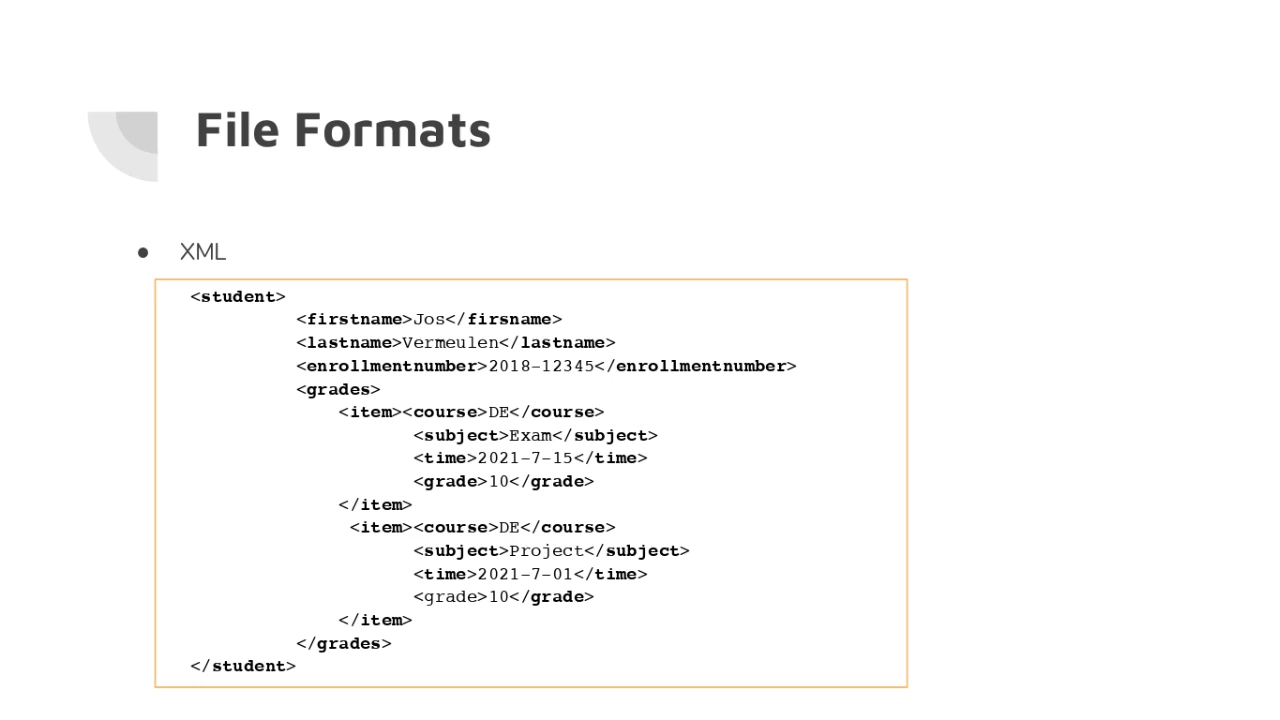 File Formats
● XML
<student>
<firstname>Jos</firsname>
<lastname>Vermeulen</lastname>
<enrollmentnumber>2018-12345</enrollmentnumber>
<grades>
<item><course>DE</course>
<subject>Exam</subject>
<time>2021-7-15</time>
<grade>10</grade>
</item>
<item><course>DE</course>
<subject>Project</subject>
<time>2021-7-01</time>
<grade>10</grade>
</item>
</grades>
</student>